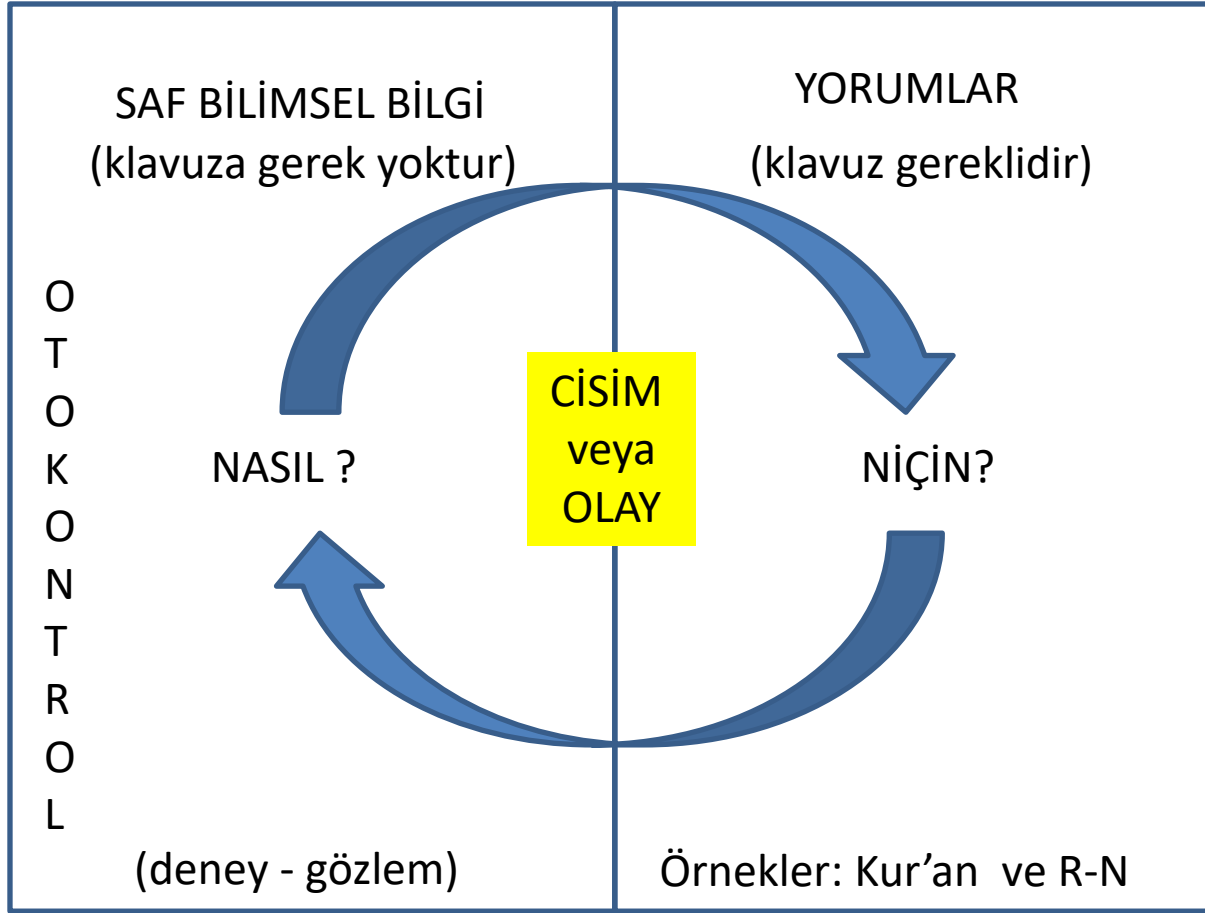 SAF BİLİMSEL BİLGİ
(klavuza gerek yoktur)
YORUMLAR
(klavuz gereklidir)
O
T
O
K
O
N
T
R
O
L
NASIL ?
CİSİM
veya
OLAY
NİÇİN?
(deney - gözlem)
Örnekler: Kur’an ve R-N